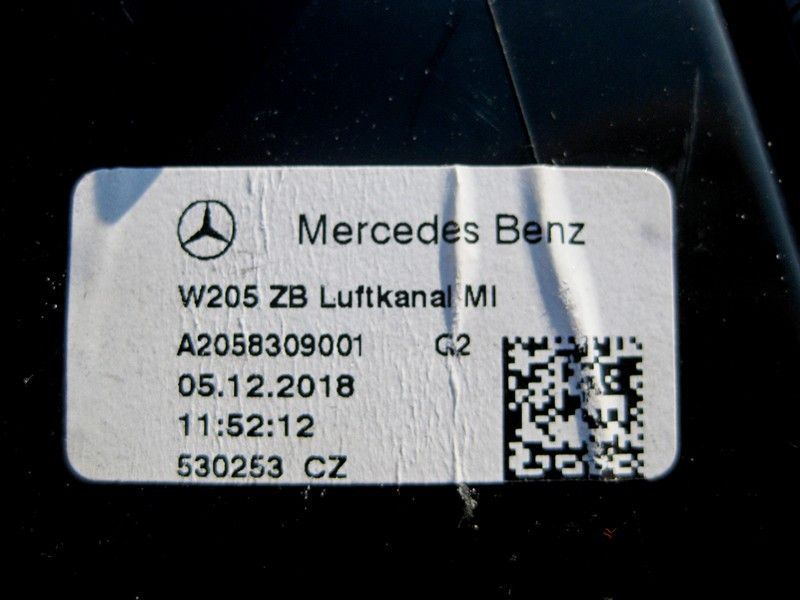 Mercedes Benz
W205 ZB Luftkanal MI
A2058309001 G2
05.12.2018
11:52:12
530253 CZ